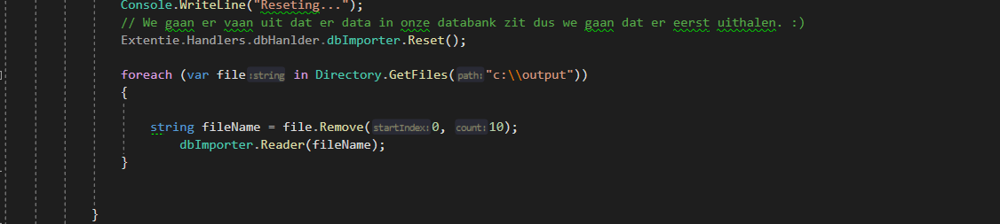 Console.WriteLine("Reseting...");
// We gaan er vaan uit dat er data in onze databank zit dus we gaan dat er eerst uithalen. :)
Extentie.Handlers.dbHanlder.dbImporter.Reset();
foreach (var file:string in Directory.GetFiles(path:"c:\\output"))
{
string fileName = file.Remove(startIndex:0, count:10);
dbImporter.Reader(fileName);
}
}